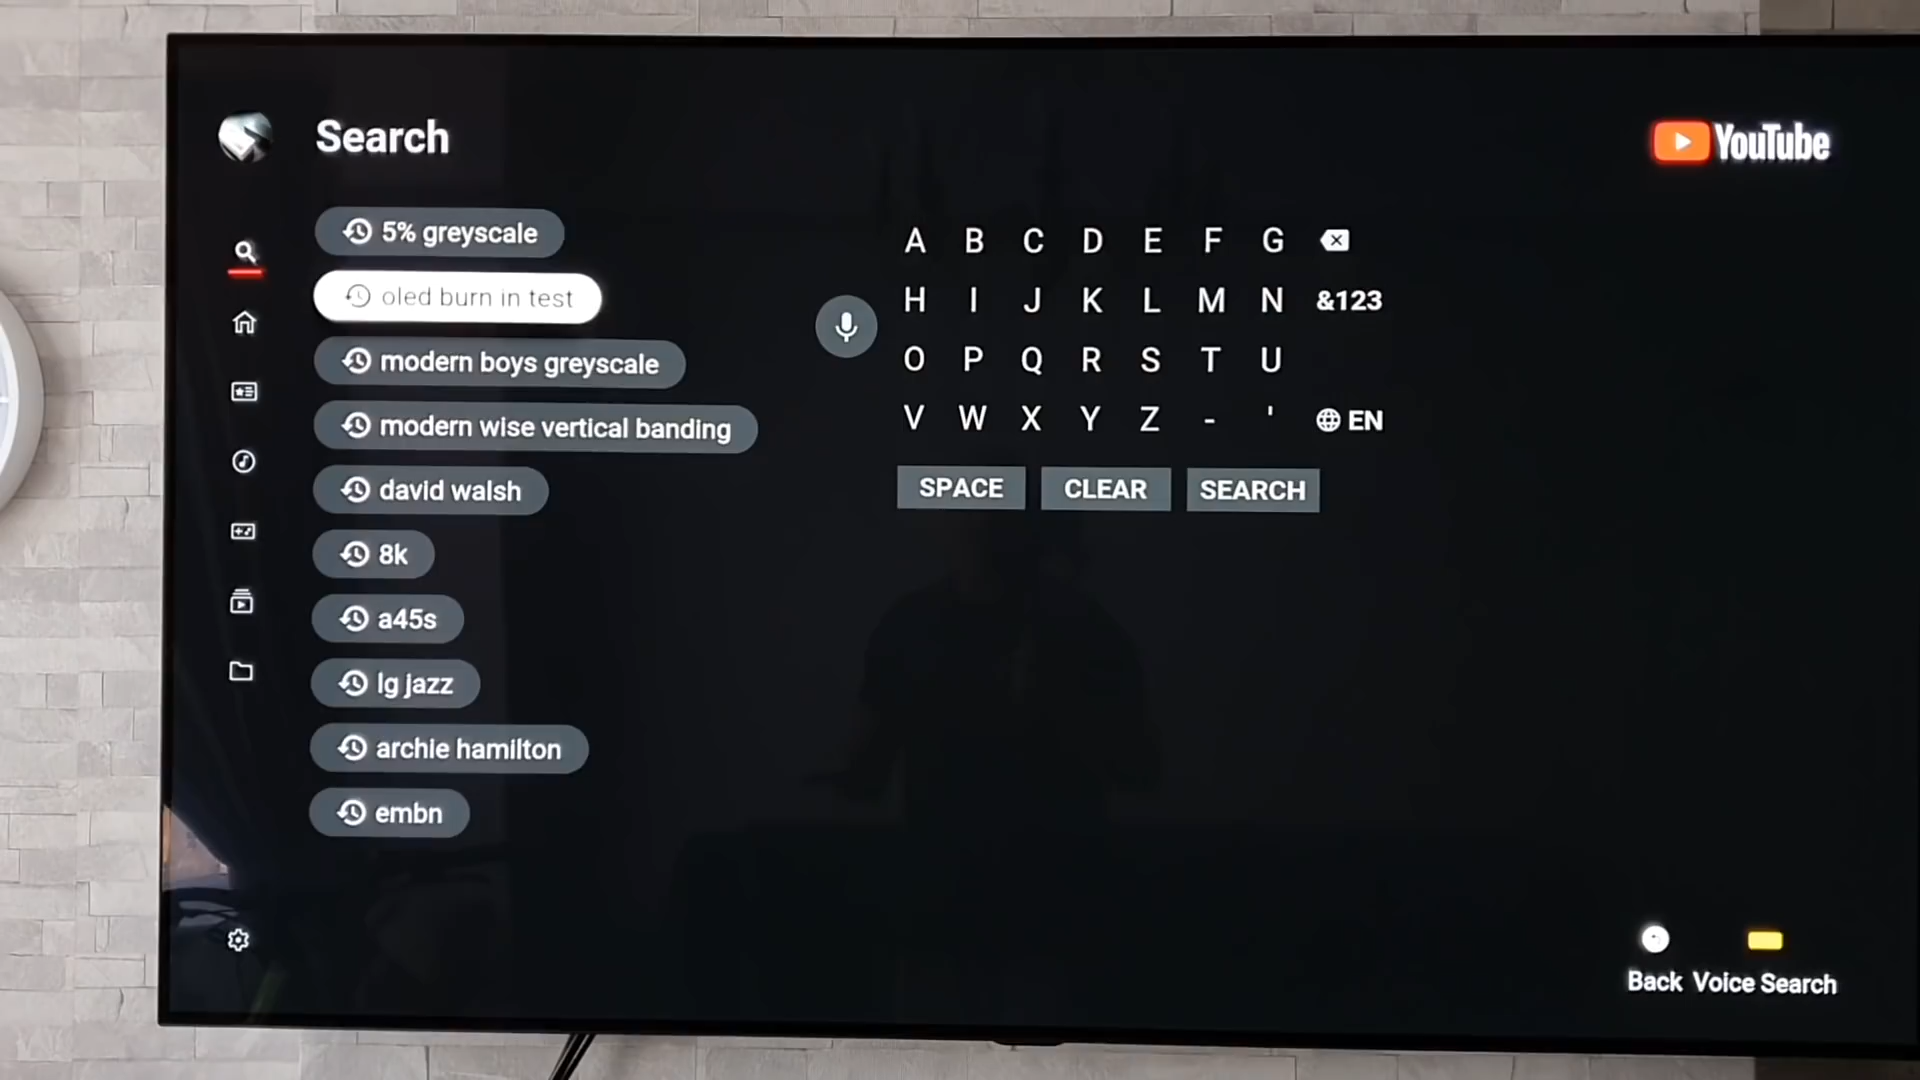 Search
YouTube
5% greyscale
oled burn in test
modern boys greyscale
modern wise vertical banding
david walsh
8k
a45s
lg jazz
archie hamilton
embn
A B C D E F G
H I J K L M N &123
O P Q R S T U
V W X Y Z - ' EN
SPACE CLEAR SEARCH
Back Voice Search